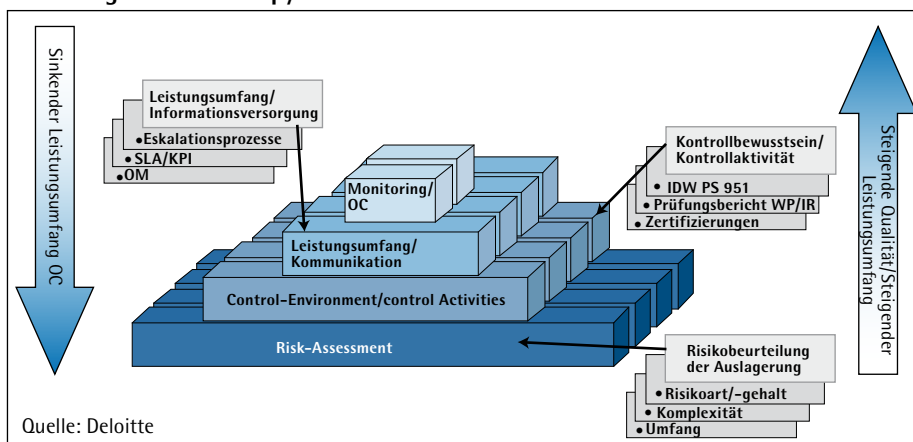 Sinkender Leistungsumfang OC
Leistungsumfang/
Informationsversorgung
•Eskalationsprozesse
•SLA/KPI
•OM
Monitoring/
OC
Leistungsumfang/
Kommunikation
Control-Environment/control Activities
Risk-Assessment
Kontrollbewusstsein/
Kontrollaktivität
• IDW PS 951
• Prüfungsbericht WP/IR
• Zertifizierungen
Risikobeurteilung
der Auslagerung
•Risikoart/-gehalt
• Komplexität
•Umfang
Steigende Qualität/Steigender
Leistungsumfang
Quelle: Deloitte